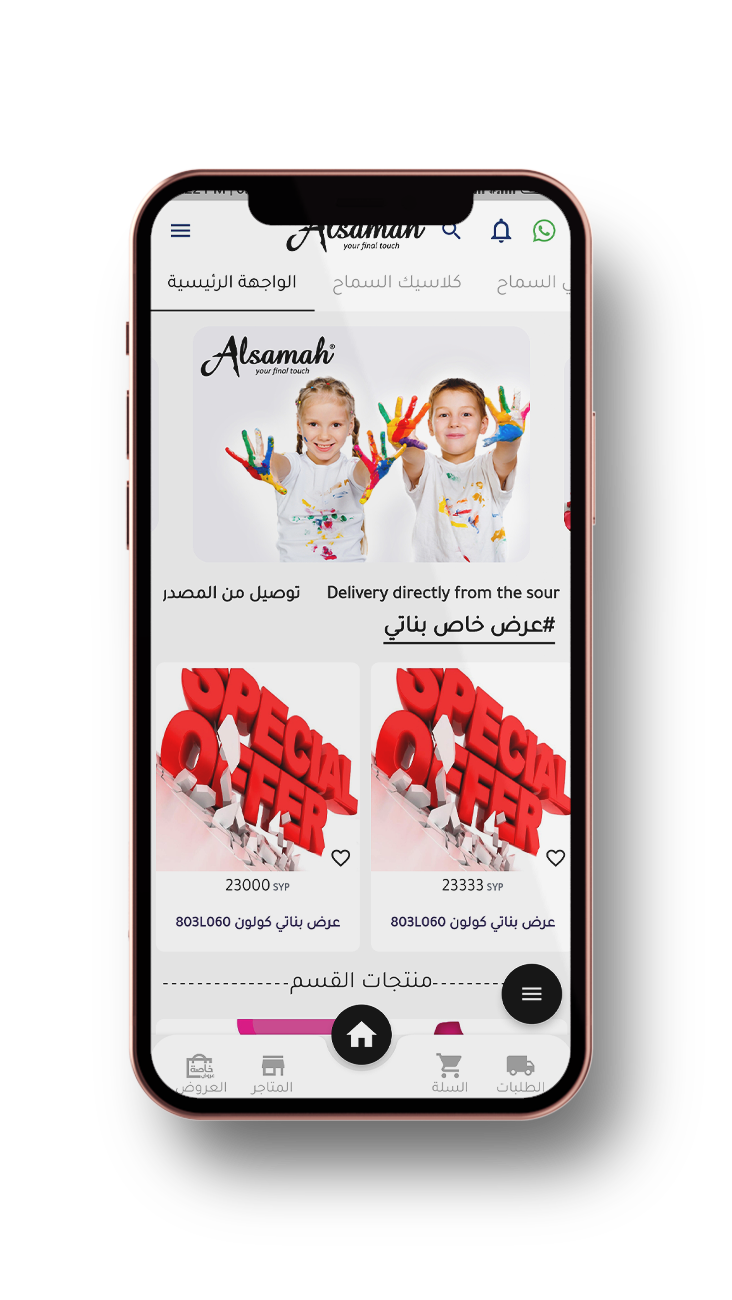 Alsamah
your final touch
الواجهة الرئيسية
كلاسيك السماح
السماح
Alsamah®
your final touch
توصيل من المصدر
Delivery directly from the sour
#عرض خاص بناتي
SPECIAL OFFER
SPECIAL OFFER
23000 SYP
23333 SYP
عرض بناتي كولون 803L060
عرض بناتي كولون 803L060
---------------منتجات القسم--------
خاصة
عروض
العروض
المتاجر
السلة
الطلبات